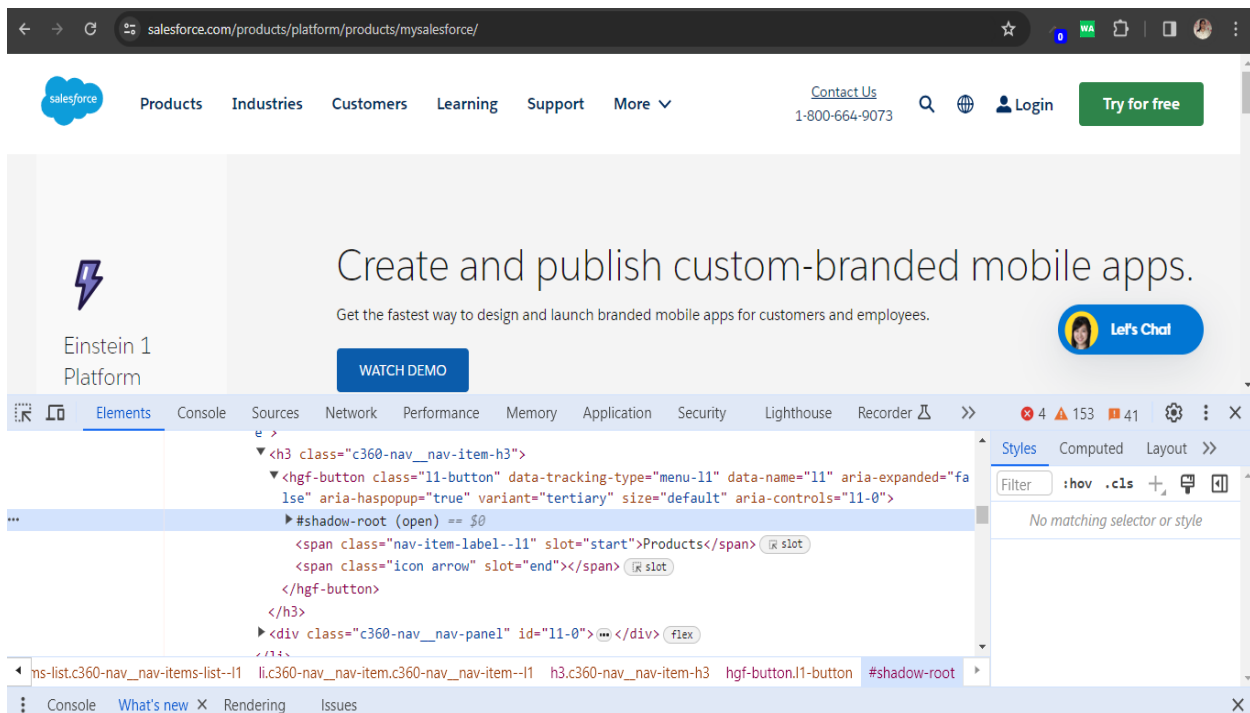 salesforce.com/products/platform/products/mysalesforce/
0
WA
salesforce
Products Industries Customers Learning Support More
Contact Us
1-800-664-9073
Login
Try for free
Create and publish custom-branded mobile apps.
Get the fastest way to design and launch branded mobile apps for customers and employees.
Let's Chat
Einstein 1
Platform
WATCH DEMO
Elements Console Sources Network Performance Memory Application Security Lighthouse Recorder >> 4 153 41
e">
<h3 class="c360-nav__nav-item-h3">
<hgf-button class="l1-button" data-tracking-type="menu-l1" data-name="l1" aria-expanded="fa
lse" aria-haspopup="true" variant="tertiary" size="default" aria-controls="l1-0">
#shadow-root (open) == $0
<span class="nav-item-label--l1" slot="start">Products</span> slot
<span class="icon arrow" slot="end"></span> slot
</hgf-button>
</h3>
<div class="c360-nav__nav-panel" id="l1-0">…</div> flex
</li>
Styles Computed Layout >>
Filter :hov .cls
No matching selector or style
ms-list.c360-nav__nav-items-list--l1 li.c360-nav__nav-item.c360-nav__nav-item--l1 h3.c360-nav__nav-item-h3 hgf-button.l1-button #shadow-root
Console What's new Rendering Issues